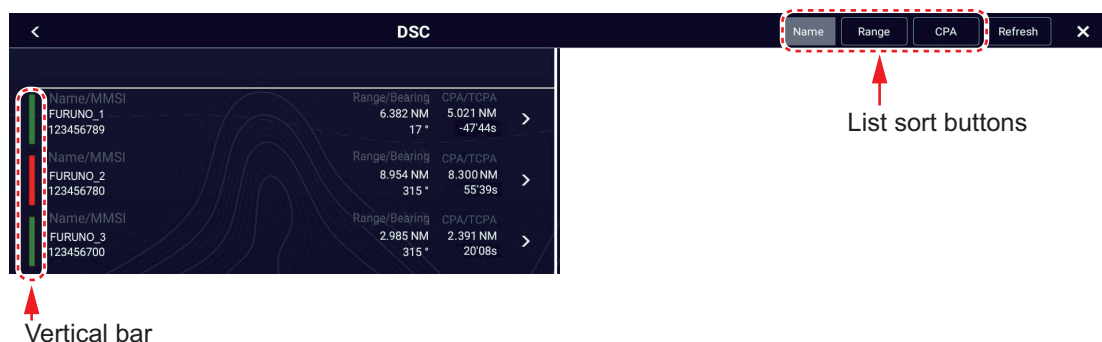 DSC
Name Range CPA Refresh
List sort buttons
Name/MMSI Range/Bearing CPA/TCPA
FURUNO_1 6.382 NM 5.021 NM
123456789 17 ° -47'44s
Name/MMSI Range/Bearing CPA/TCPA
FURUNO_2 8.954 NM 8.300 NM
123456780 315 ° 55'39s
Name/MMSI Range/Bearing CPA/TCPA
FURUNO_3 2.985 NM 2.391 NM
123456700 315 ° 20'08s
Vertical bar